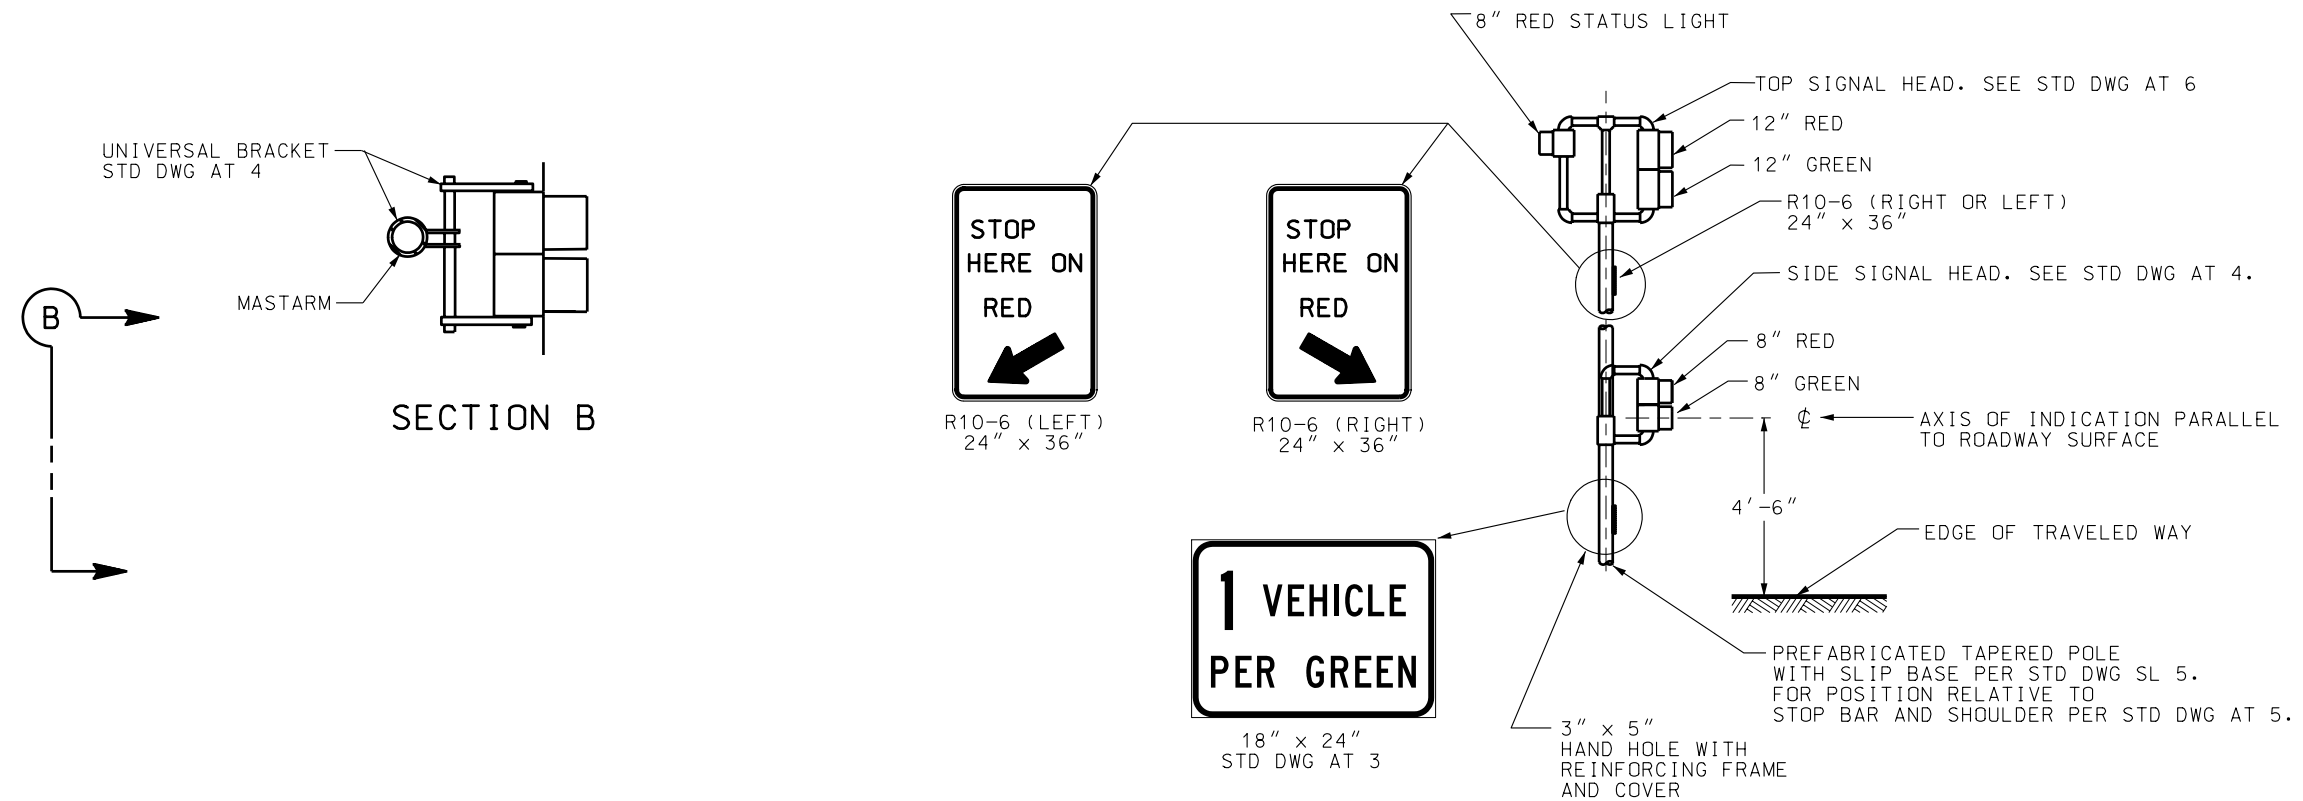 UNIVERSAL BRACKET
STD DWG AT 4
MASTARM
B
SECTION B
8" RED STATUS LIGHT
TOP SIGNAL HEAD. SEE STD DWG AT 6
12" RED
12" GREEN
R10-6 (RIGHT OR LEFT)
24" x 36"
SIDE SIGNAL HEAD. SEE STD DWG AT 4.
8" RED
8" GREEN
℄ AXIS OF INDICATION PARALLEL
TO ROADWAY SURFACE
4'-6"
EDGE OF TRAVELED WAY
PREFABRICATED TAPERED POLE
WITH SLIP BASE PER STD DWG SL 5.
FOR POSITION RELATIVE TO
STOP BAR AND SHOULDER PER STD DWG AT 5.
3" x 5"
HAND HOLE WITH
REINFORCING FRAME
AND COVER
STOP
HERE ON
RED
R10-6 (LEFT)
24" x 36"
STOP
HERE ON
RED
R10-6 (RIGHT)
24" x 36"
1 VEHICLE
PER GREEN
18" x 24"
STD DWG AT 3